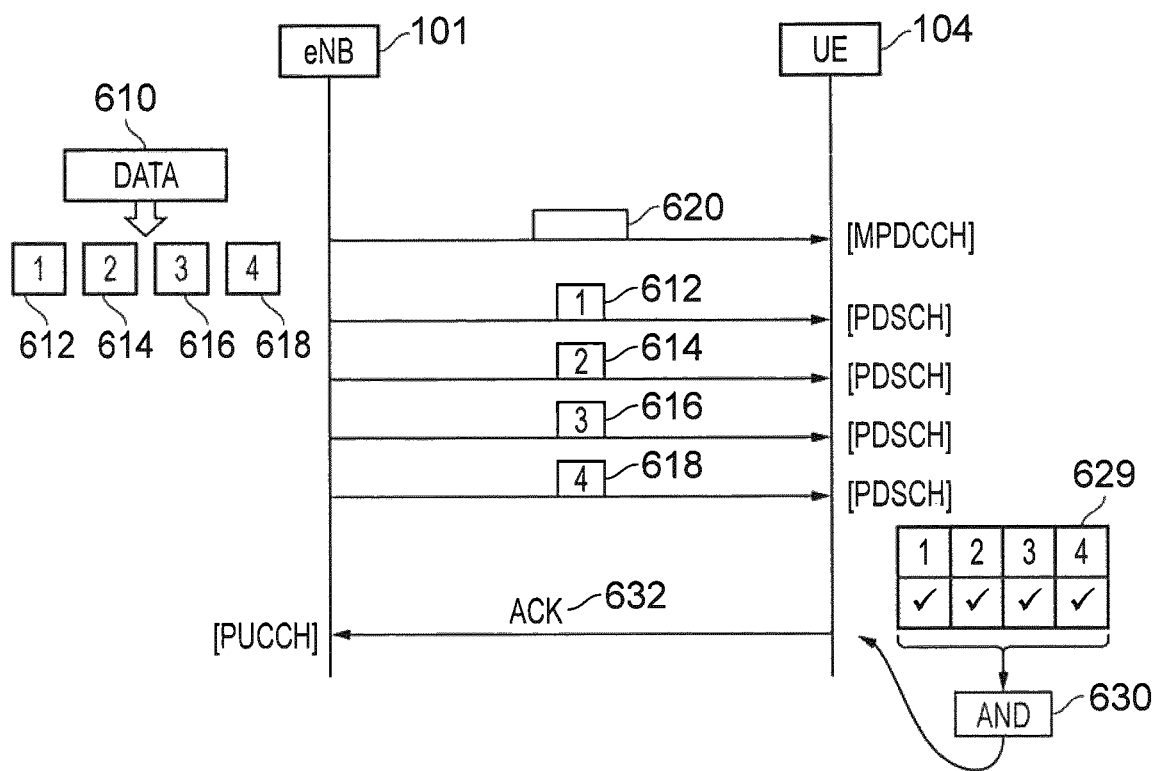 eNB 101 UE 104
610
DATA
620
[MPDCCH]
1 2 3 4
612 614 616 618
1 612
[PDSCH]
2 614
[PDSCH]
3 616
[PDSCH]
4 618
[PDSCH]
629
1 2 3 4
✓ ✓ ✓ ✓
ACK 632
[PUCCH]
AND 630